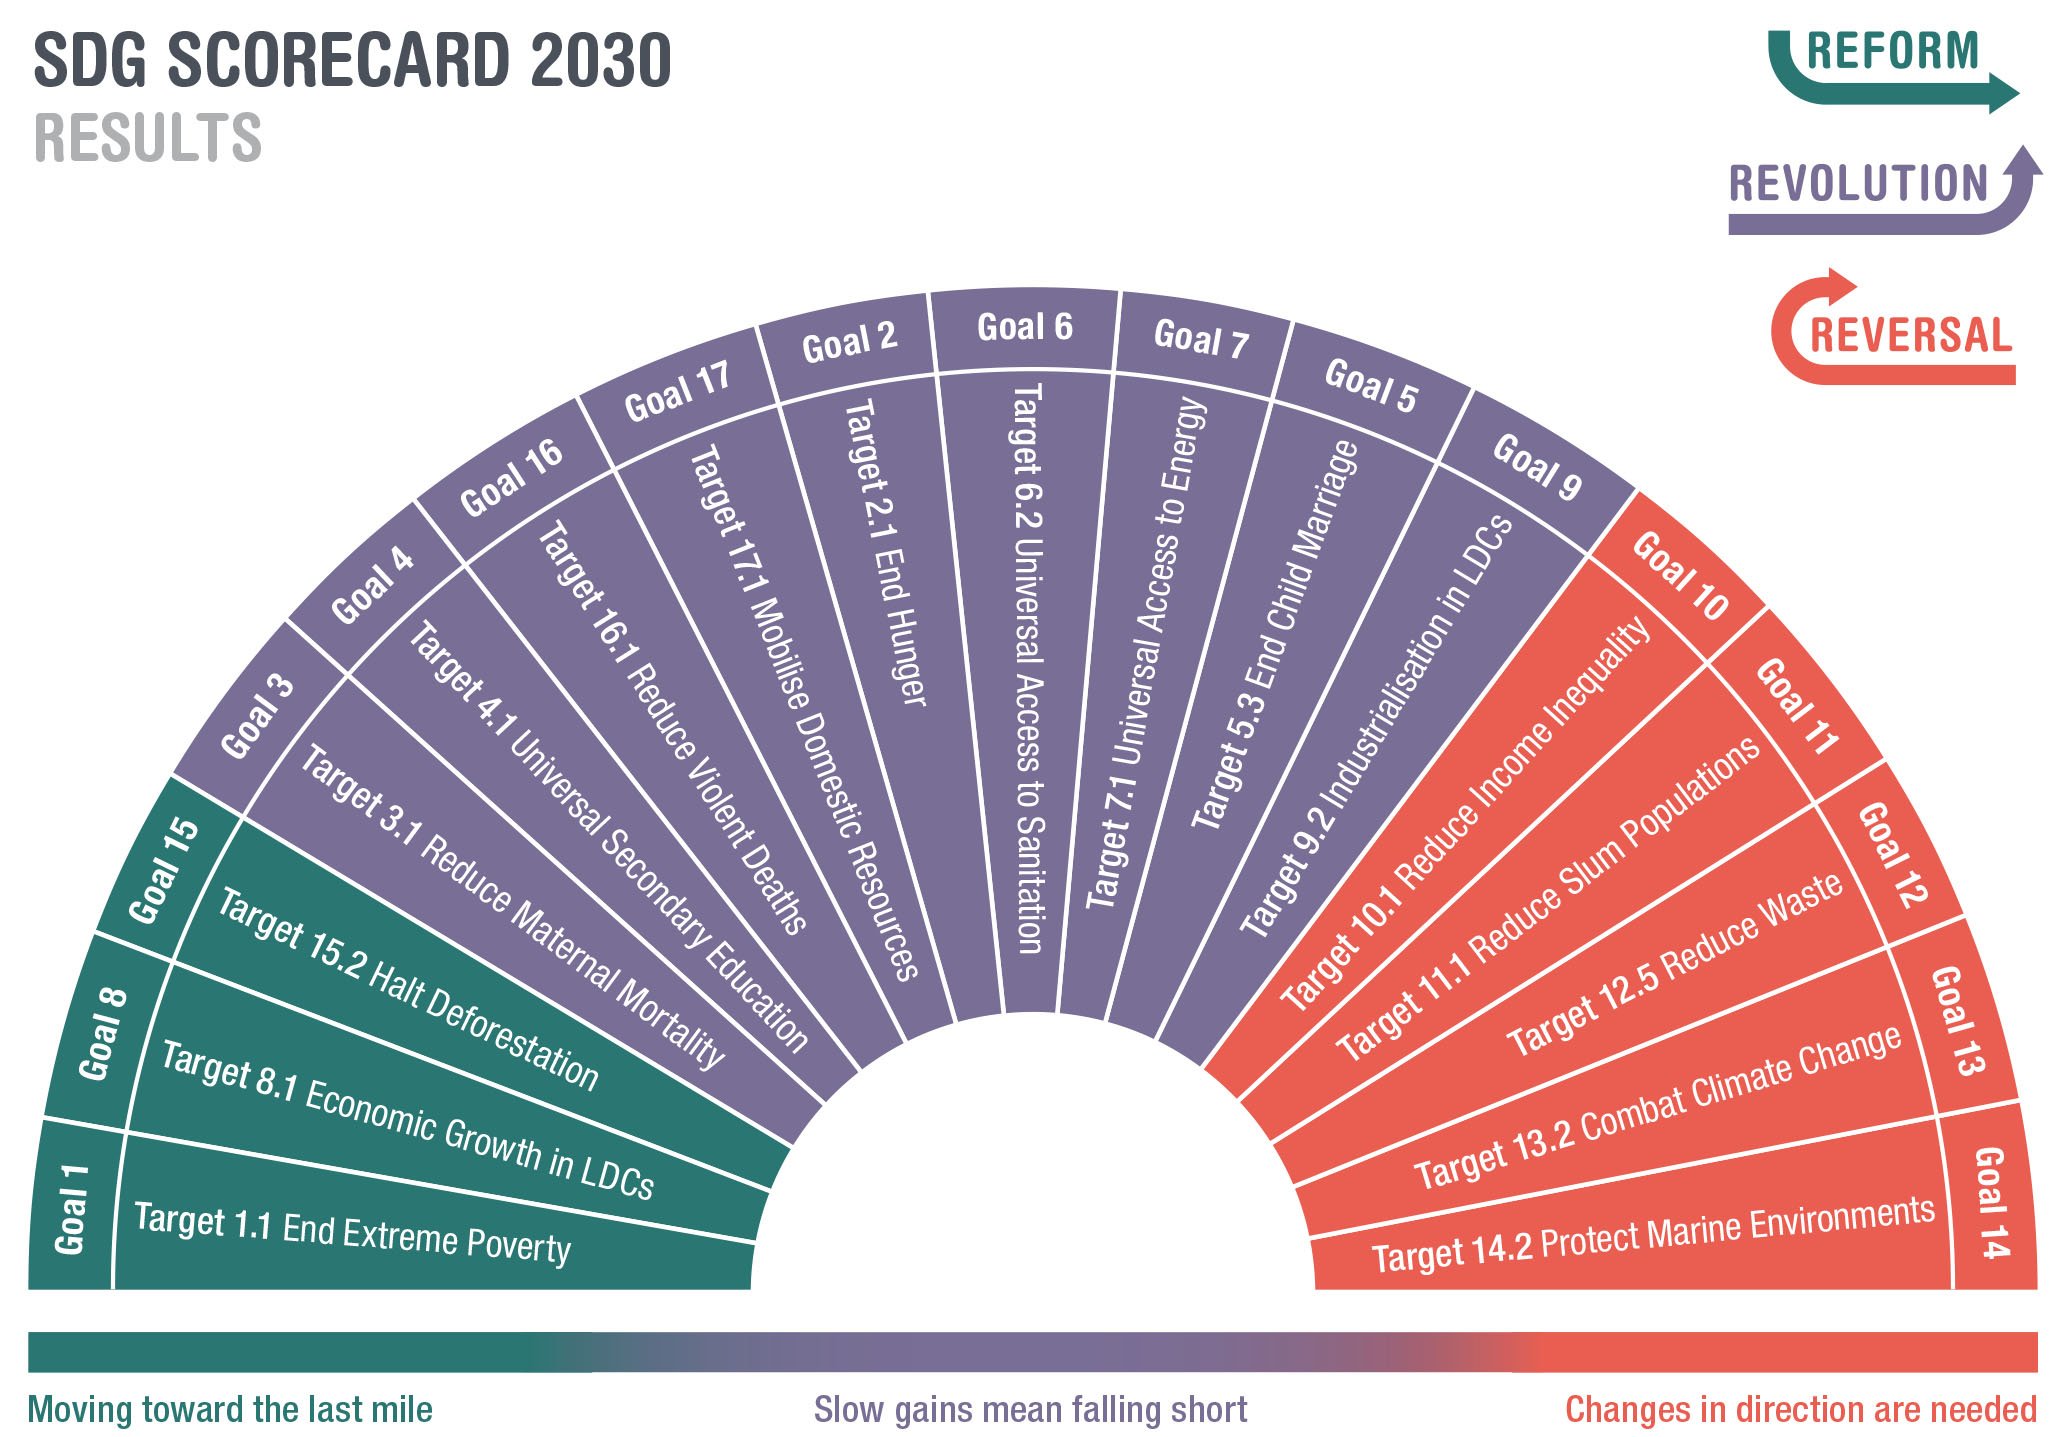 SDG SCORECARD 2030
RESULTS
REFORM
REVOLUTION
REVERSAL
Goal 1
Target 1.1 End Extreme Poverty
Goal 8
Target 8.1 Economic Growth in LDCs
Goal 15
Target 15.2 Halt Deforestation
Goal 3
Target 3.1 Reduce Maternal Mortality
Goal 4
Target 4.1 Universal Secondary Education
Goal 16
Target 16.1 Reduce Violent Deaths
Goal 17
Target 17.1 Mobilise Domestic Resources
Goal 2
Target 2.1 End Hunger
Goal 6
Target 6.2 Universal Access to Sanitation
Goal 7
Target 7.1 Universal Access to Energy
Goal 5
Target 5.3 End Child Marriage
Goal 9
Target 9.2 Industrialisation in LDCs
Goal 10
Target 10.1 Reduce Income Inequality
Goal 11
Target 11.1 Reduce Slum Populations
Goal 12
Target 12.5 Reduce Waste
Goal 13
Target 13.2 Combat Climate Change
Goal 14
Target 14.2 Protect Marine Environments
Moving toward the last mile
Slow gains mean falling short
Changes in direction are needed